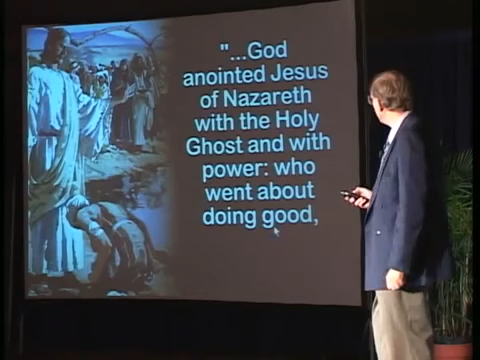 "...God
anointed Jesus
of Nazareth
with the Holy
Ghost and with
power: who
went about
doing good,